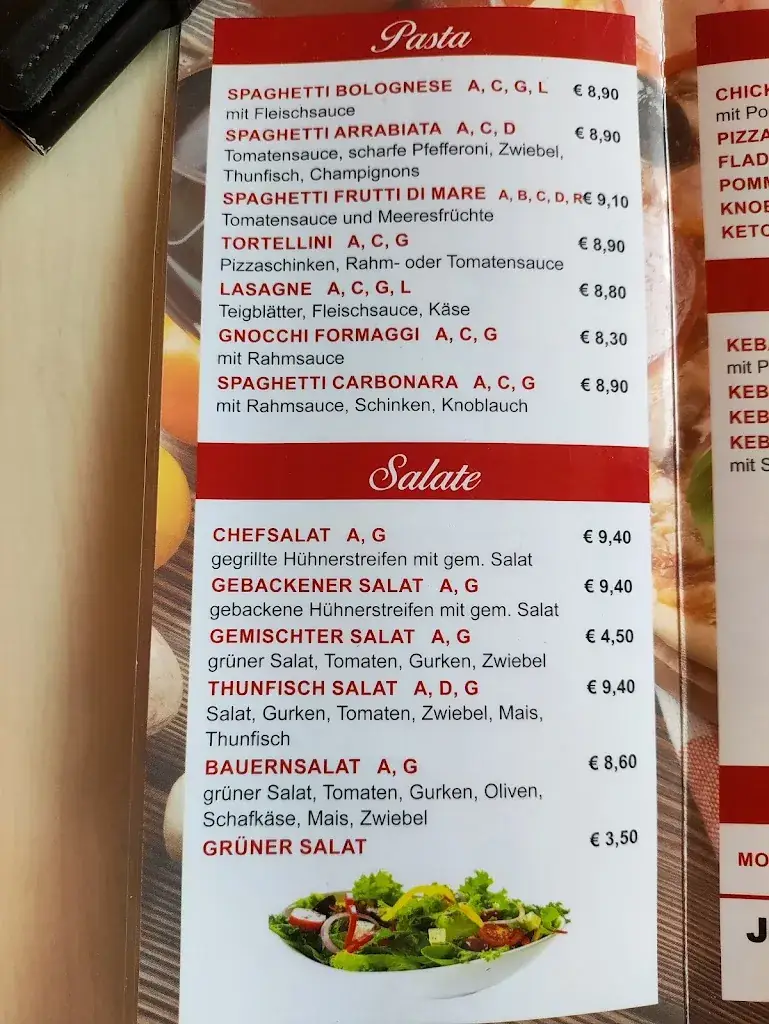 Pasta
SPAGHETTI BOLOGNESE A, C, G, L € 8,90
mit Fleischsauce
SPAGHETTI ARRABIATA A, C, D € 8,90
Tomatensauce, scharfe Pfefferoni, Zwiebel,
Thunfisch, Champignons
SPAGHETTI FRUTTI DI MARE A, B, C, D, R € 9,10
Tomatensauce und Meeresfrüchte
TORTELLINI A, C, G € 8,90
Pizzaschinken, Rahm- oder Tomatensauce
LASAGNE A, C, G, L € 8,80
Teigblätter, Fleischsauce, Käse
GNOCCHI FORMAGGI A, C, G € 8,30
mit Rahmsauce
SPAGHETTI CARBONARA A, C, G € 8,90
mit Rahmsauce, Schinken, Knoblauch
Salate
CHEFSALAT A, G € 9,40
gegrillte Hühnerstreifen mit gem. Salat
GEBACKENER SALAT A, G € 9,40
gebackene Hühnerstreifen mit gem. Salat
GEMISCHTER SALAT A, G € 4,50
grüner Salat, Tomaten, Gurken, Zwiebel
THUNFISCH SALAT A, D, G € 9,40
Salat, Gurken, Tomaten, Zwiebel, Mais,
Thunfisch
BAUERNSALAT A, G € 8,60
grüner Salat, Tomaten, Gurken, Oliven,
Schafkäse, Mais, Zwiebel
GRÜNER SALAT € 3,50
mit
PIZZA
mit
mit